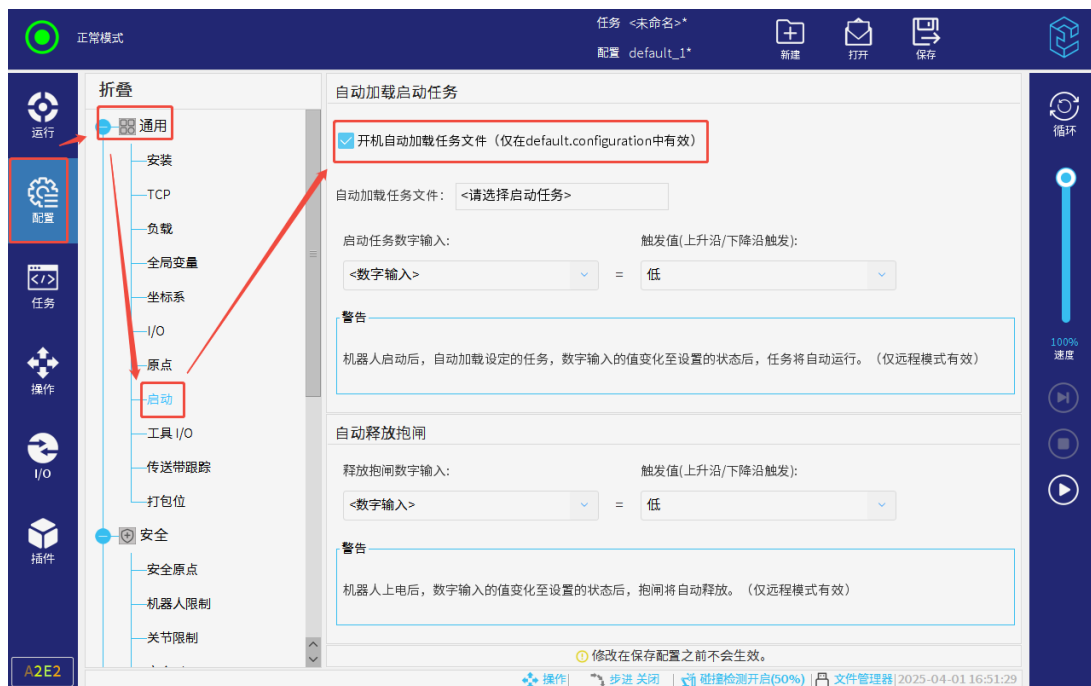 正常模式
任务 <未命名>*
配置 default_1*
新建
打开
保存
运行
配置
任务
操作
I/O
插件
A2E2
折叠
通用
安装
TCP
负载
全局变量
坐标系
I/O
原点
启动
工具 I/O
传送带跟踪
打包位
安全
安全原点
机器人限制
关节限制
自动加载启动任务
开机自动加载任务文件（仅在default.configuration中有效）
自动加载任务文件: <请选择启动任务>
启动任务数字输入: 触发值(上升沿/下降沿触发):
<数字输入> = 低
警告
机器人启动后，自动加载设定的任务，数字输入的值变化至设置的状态后，任务将自动运行。（仅远程模式有效）
自动释放抱闸
释放抱闸数字输入: 触发值(上升沿/下降沿触发):
<数字输入> = 低
警告
机器人上电后，数字输入的值变化至设置的状态后，抱闸将自动释放。（仅远程模式有效）
修改在保存配置之前不会生效。
操作| 步进 关闭 | 碰撞检测开启(50%) | 文件管理器|2025-04-01 16:51:29
循环
100%
速度